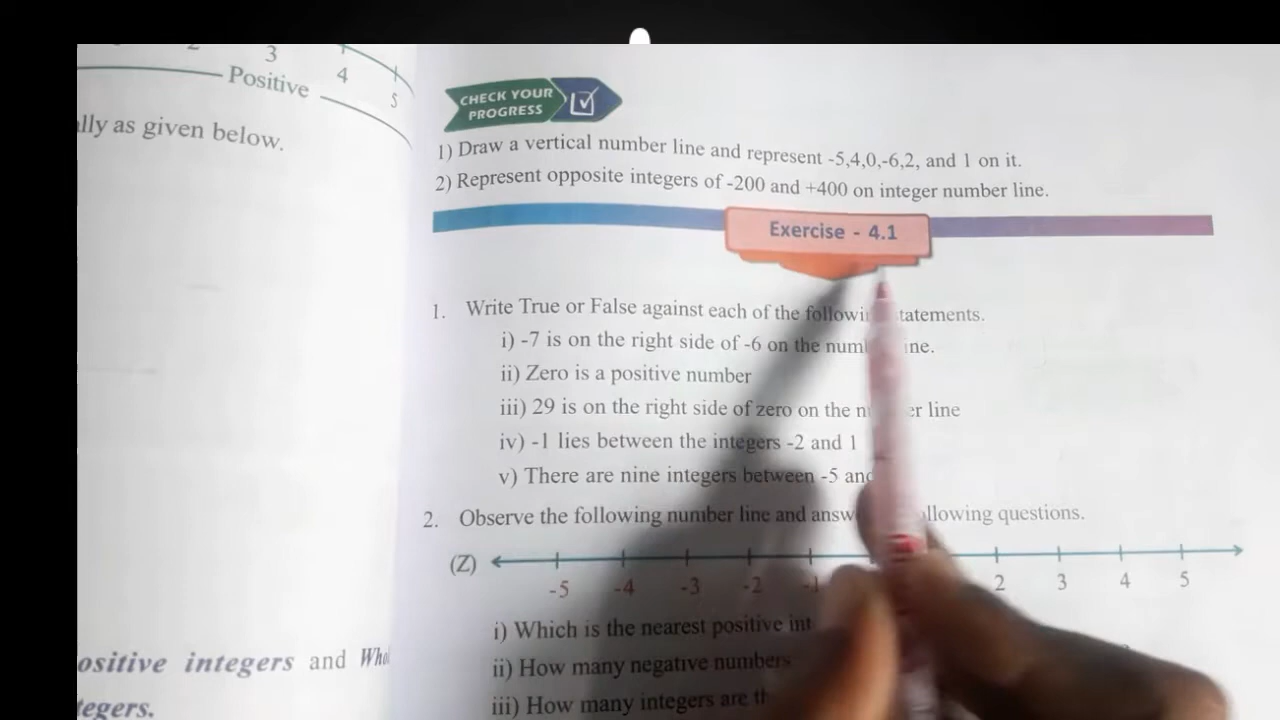 3
4
5
Positive
as given below.
ositive integers and
tegers.
CHECK YOUR
PROGRESS
1) Draw a vertical number line and represent -5,4,0,-6,2, and 1 on it.
2) Represent opposite integers of -200 and +400 on integer number line.
Exercise - 4.1
1. Write True or False against each of the followin tatements.
i) -7 is on the right side of -6 on the num ine.
ii) Zero is a positive number
iii) 29 is on the right side of zero on the n er line
iv) -1 lies between the integers -2 and 1
v) There are nine integers between -5 and
2. Observe the following number line and answ llowing questions.
(Z)
-5 -4 -3 -2 -1 2 3 4 5
i) Which is the nearest positive int
ii) How many negative numbers
iii) How many integers are th